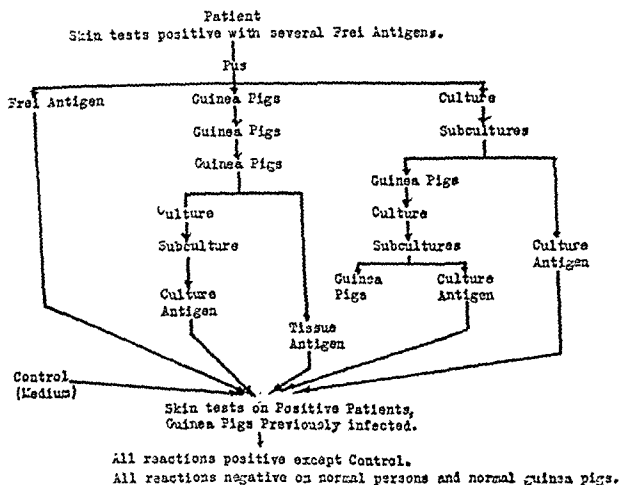 Patient
Skin tests positive with several Frei Antigens.
Pus
Frei Antigen
Guinea Pigs
Culture
Guinea Pigs
Subcultures
Guinea Pigs
Guinea Pigs
Culture
Culture
Subculture
Subcultures
Culture
Antigen
Culture
Antigen
Guinea
Pigs
Culture
Antigen
Tissue
Antigen
Control
(Medium)
Skin tests on Positive Patients,
Guinea Pigs Previously infected.
All reactions positive except Control.
All reactions negative on normal persons and normal guinea pigs.